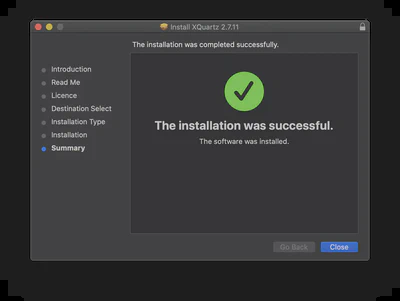 Install XQuartz 2.7.11
The installation was completed successfully.
Introduction
Read Me
Licence
Destination Select
Installation Type
Installation
Summary
The installation was successful.
The software was installed.
Go Back
Close